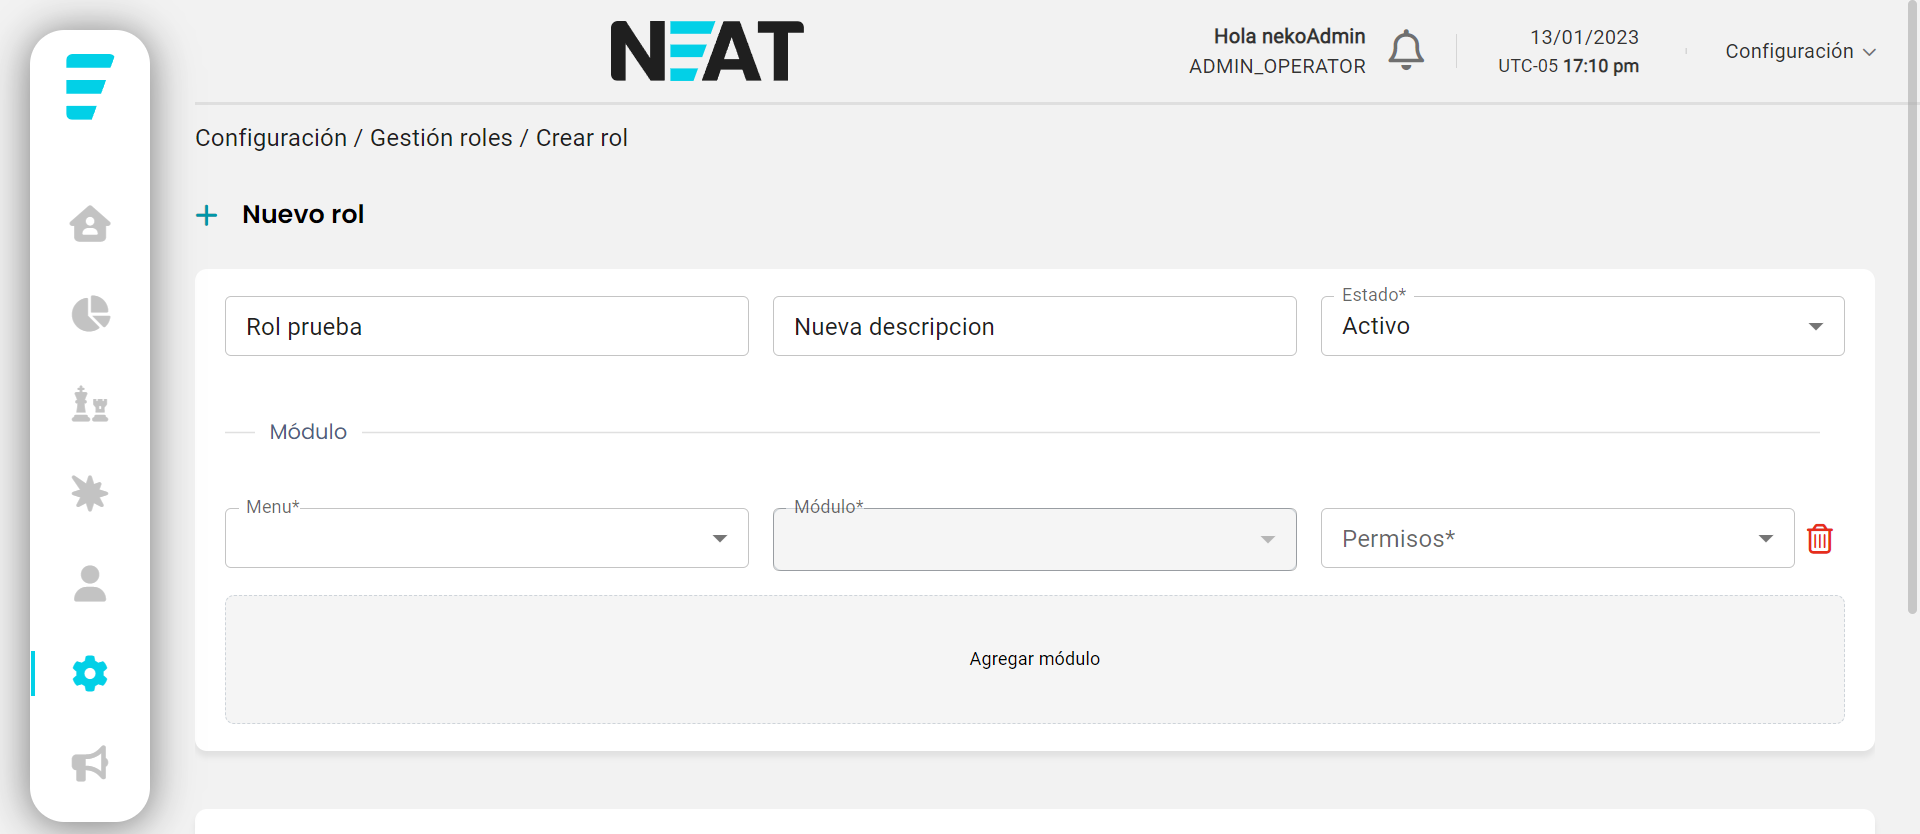 NEAT
Hola nekoAdmin
ADMIN_OPERATOR
13/01/2023
UTC-05 17:10 pm
Configuración
Configuración / Gestión roles / Crear rol
+ Nuevo rol
Rol prueba
Nueva descripcion
Estado*
Activo
Módulo
Menu*
Módulo*
Permisos*
Agregar módulo